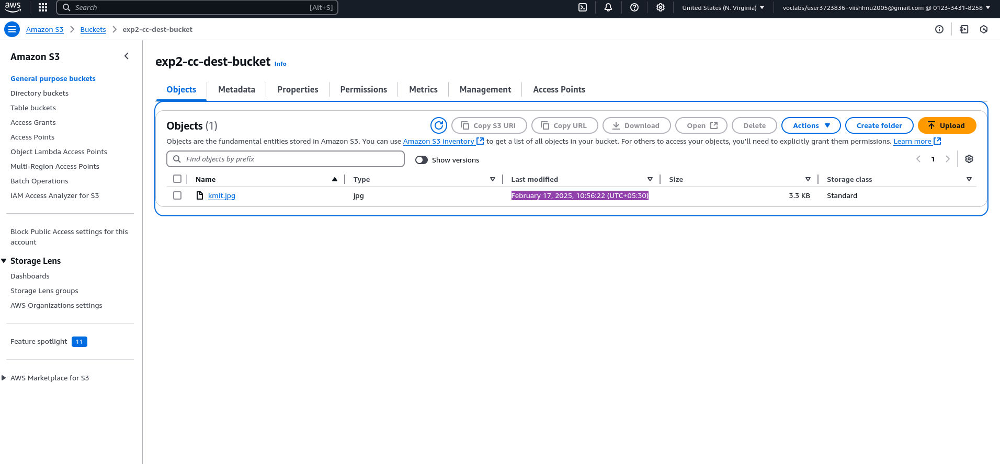 aws
Search [Alt+S]
United States (N. Virginia)
voclabs/user3723836=viishhnu2005@gmail.com @ 0123-3431-8258
Amazon S3 Buckets exp2-cc-dest-bucket
Amazon S3
General purpose buckets
Directory buckets
Table buckets
Access Grants
Access Points
Object Lambda Access Points
Multi-Region Access Points
Batch Operations
IAM Access Analyzer for S3
Block Public Access settings for this
account
Storage Lens
Dashboards
Storage Lens groups
AWS Organizations settings
Feature spotlight 11
AWS Marketplace for S3
exp2-cc-dest-bucket Info
Objects Metadata Properties Permissions Metrics Management Access Points
Objects (1)
Copy S3 URI Copy URL Download Open Delete Actions Create folder Upload
Objects are the fundamental entities stored in Amazon S3. You can use Amazon S3 inventory to get a list of all objects in your bucket. For others to access your objects, you’ll need to explicitly grant them permissions. Learn more
Find objects by prefix
Show versions
1
Name Type Last modified Size Storage class
kmit.jpg jpg February 17, 2025, 10:56:22 (UTC+05:30) 3.3 KB Standard